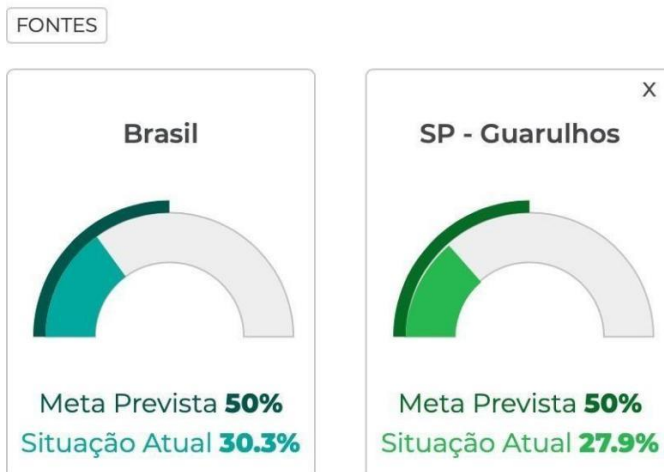 FONTES
Brasil
Meta Prevista 50%
Situação Atual 30.3%
X
SP - Guarulhos
Meta Prevista 50%
Situação Atual 27.9%